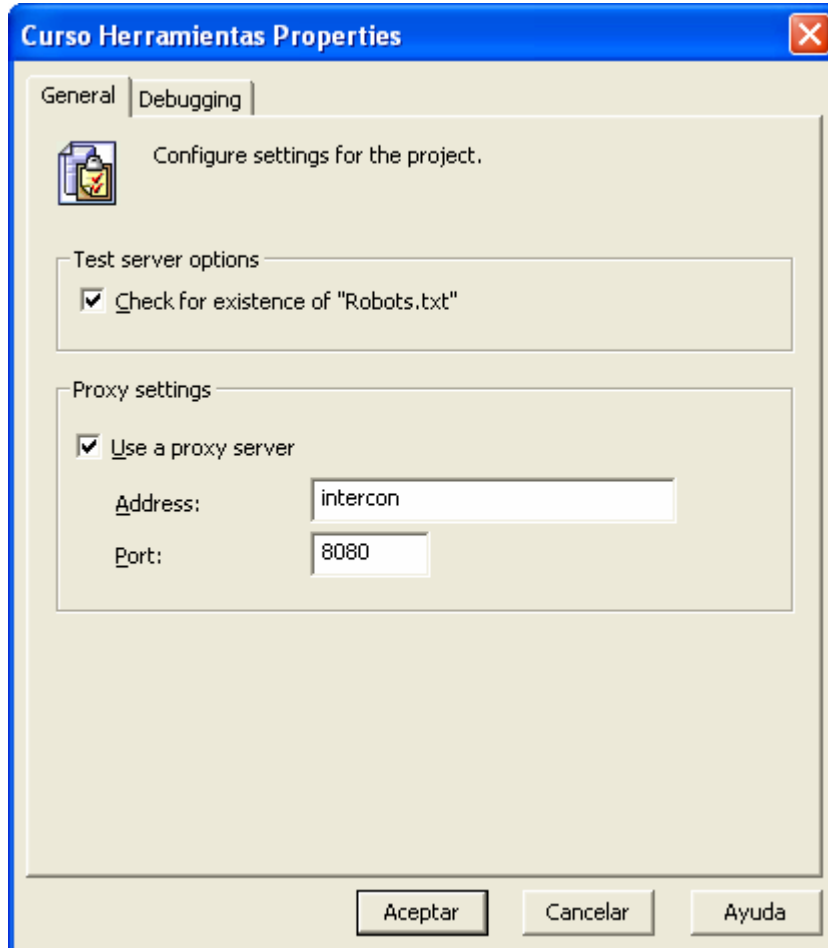 Curso Herramientas Properties
General Debugging
Configure settings for the project.
Test server options
Check for existence of "Robots.txt"
Proxy settings
Use a proxy server
Address: intercon
Port: 8080
Aceptar Cancelar Ayuda